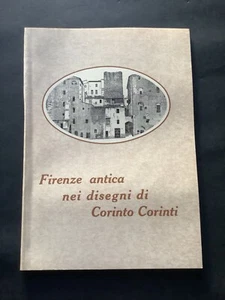 Firenze antica
nei disegni di
Corinto Corinti